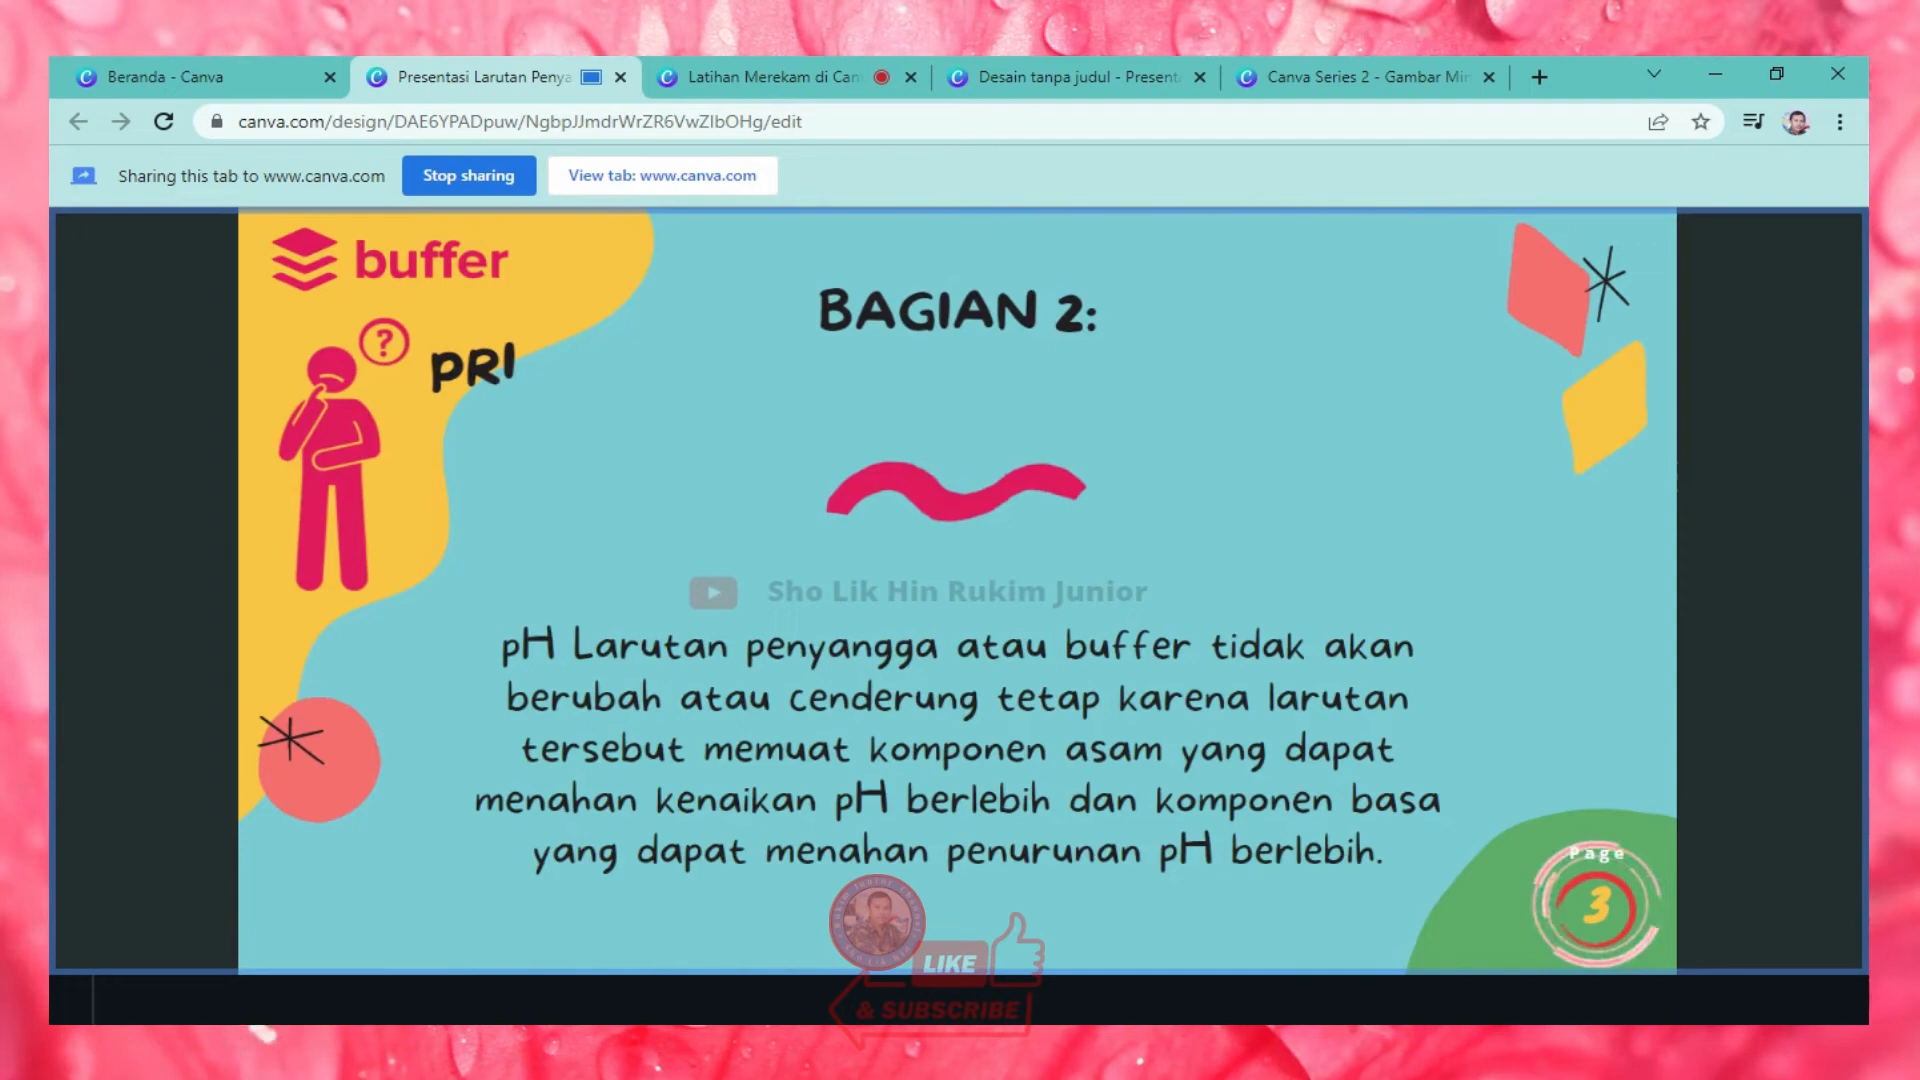 Beranda - Canva
Presentasi Larutan Penya
Latihan Merekam di Can
Desain tanpa judul - Present
Canva Series 2 - Gambar Min
canva.com/design/DAE6YPADpuw/NgbpJJmdrWrZR6VwZIbOHg/edit
Sharing this tab to www.canva.com
Stop sharing
View tab: www.canva.com
buffer
BAGIAN 2:
?
PRI
Sho Lik Hin Rukim Junior
pH Larutan penyangga atau buffer tidak akan
berubah atau cenderung tetap karena larutan
tersebut memuat komponen asam yang dapat
menahan kenaikan pH berlebih dan komponen basa
yang dapat menahan penurunan pH berlebih.
Page
3
LIKE
& SUBSCRIBE